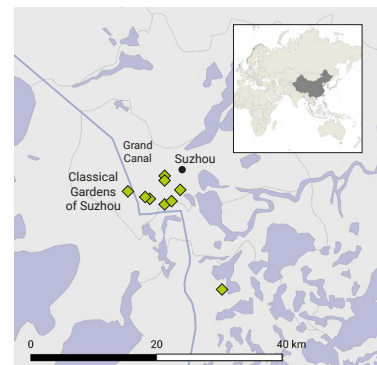 Grand
Canal
Suzhou
Classical
Gardens
of Suzhou
0
20
40 km